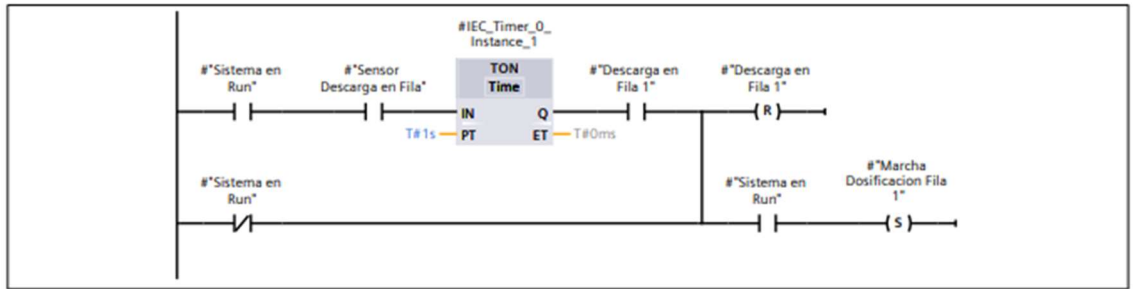 #IEC_Timer_0_
Instance_1
#"Sistema en
Run"
#"Sensor
Descarga en Fila"
TON
Time
#"Descarga en
Fila 1"
#"Descarga en
Fila 1"
IN
Q
R
T#1s
PT
ET
T#0ms
#"Sistema en
Run"
#"Sistema en
Run"
#"Marcha
Dosificacion Fila
1"
S